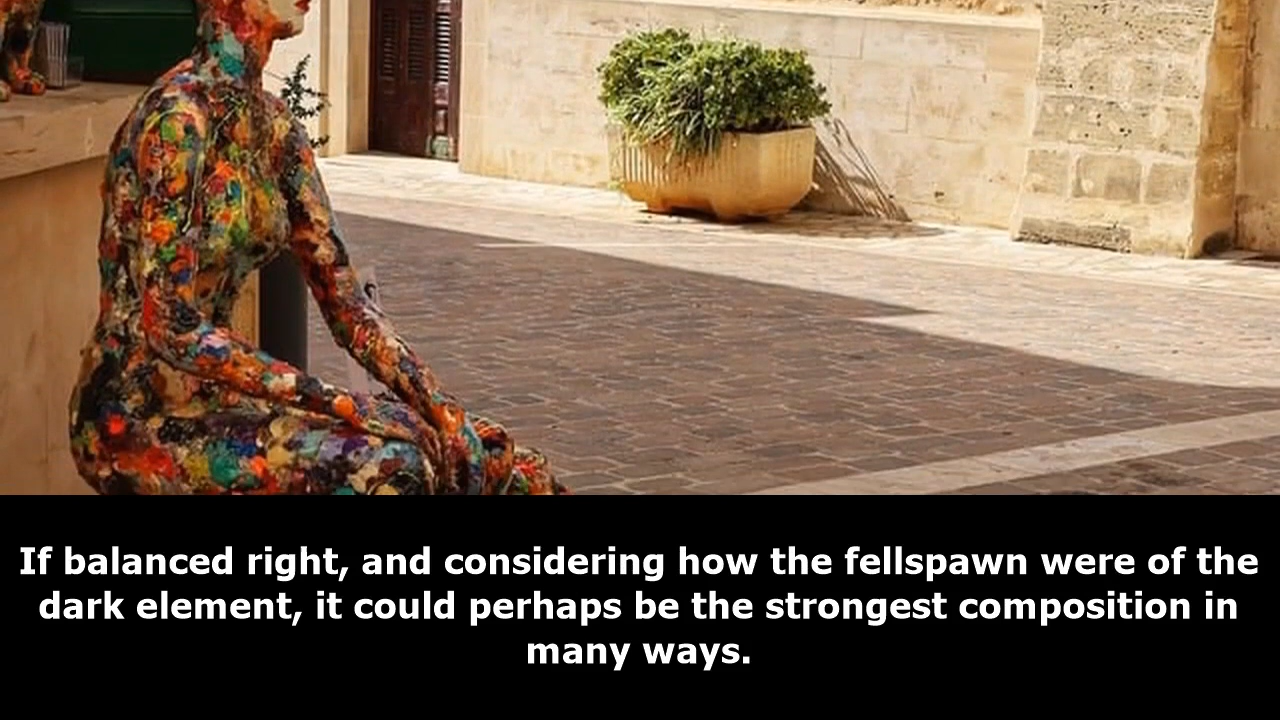 If balanced right, and considering how the fellspawn were of the
dark element, it could perhaps be the strongest composition in
many ways.